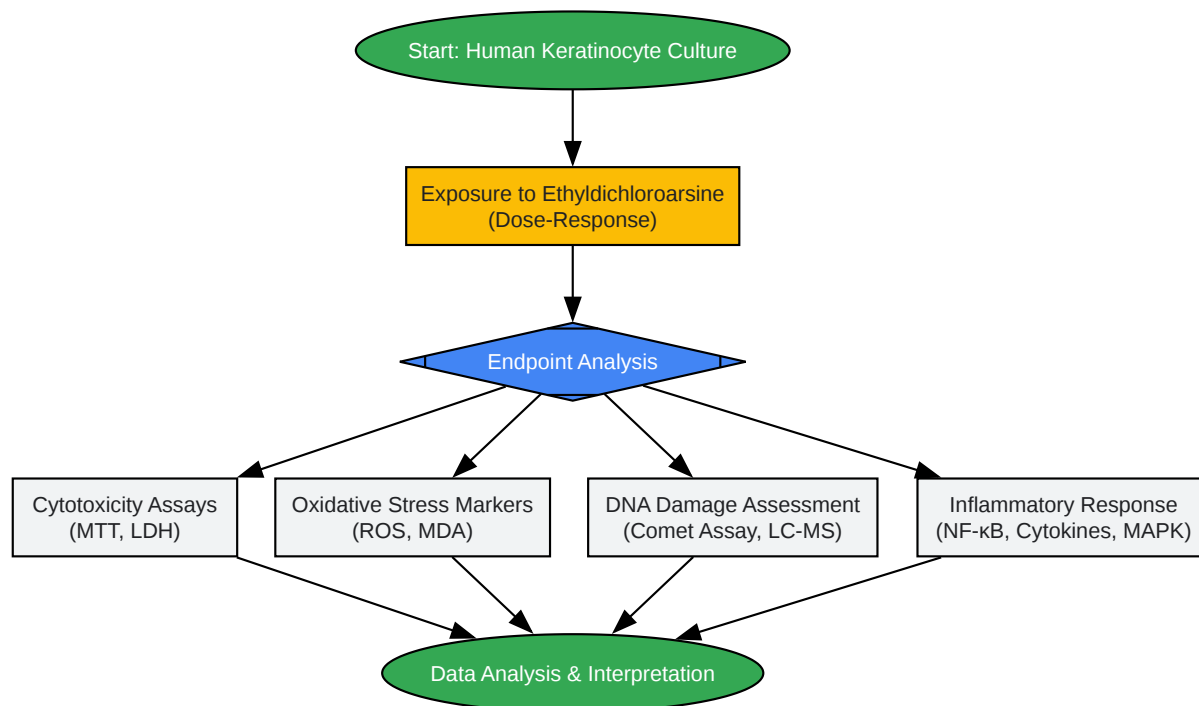 Start: Human Keratinocyte Culture
Exposure to Ethyldichloroarsine
(Dose-Response)
Endpoint Analysis
Cytotoxicity Assays
(MTT, LDH)
Oxidative Stress Markers
(ROS, MDA)
DNA Damage Assessment
(Comet Assay, LC-MS)
Inflammatory Response
(NF-κB, Cytokines, MAPK)
Data Analysis & Interpretation